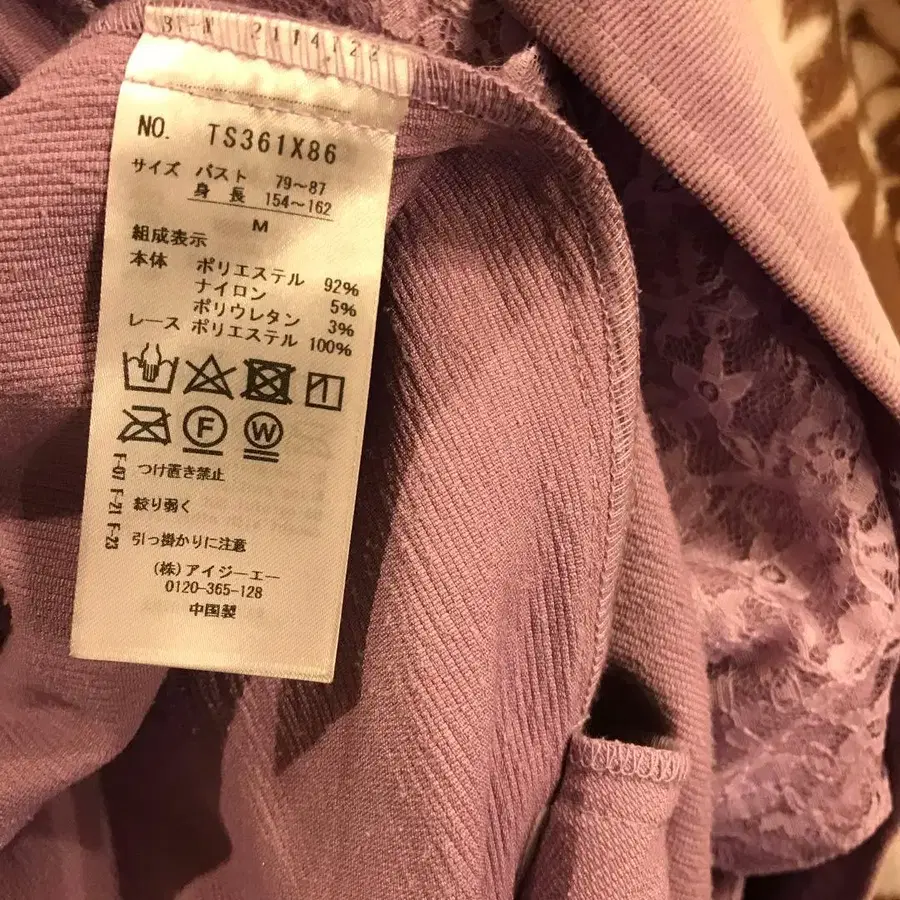 NO. TS361X86
サイズ バスト 79～87
身長 154～162
M
組成表示
本体 ポリエステル 92%
ナイロン 5%
ポリウレタン 3%
レース ポリエステル 100%
F W
F-07 つけ置き禁止
F-21 絞り弱く
F-23 引っ掛かりに注意
(株)アイジーエー
0120-365-128
中国製